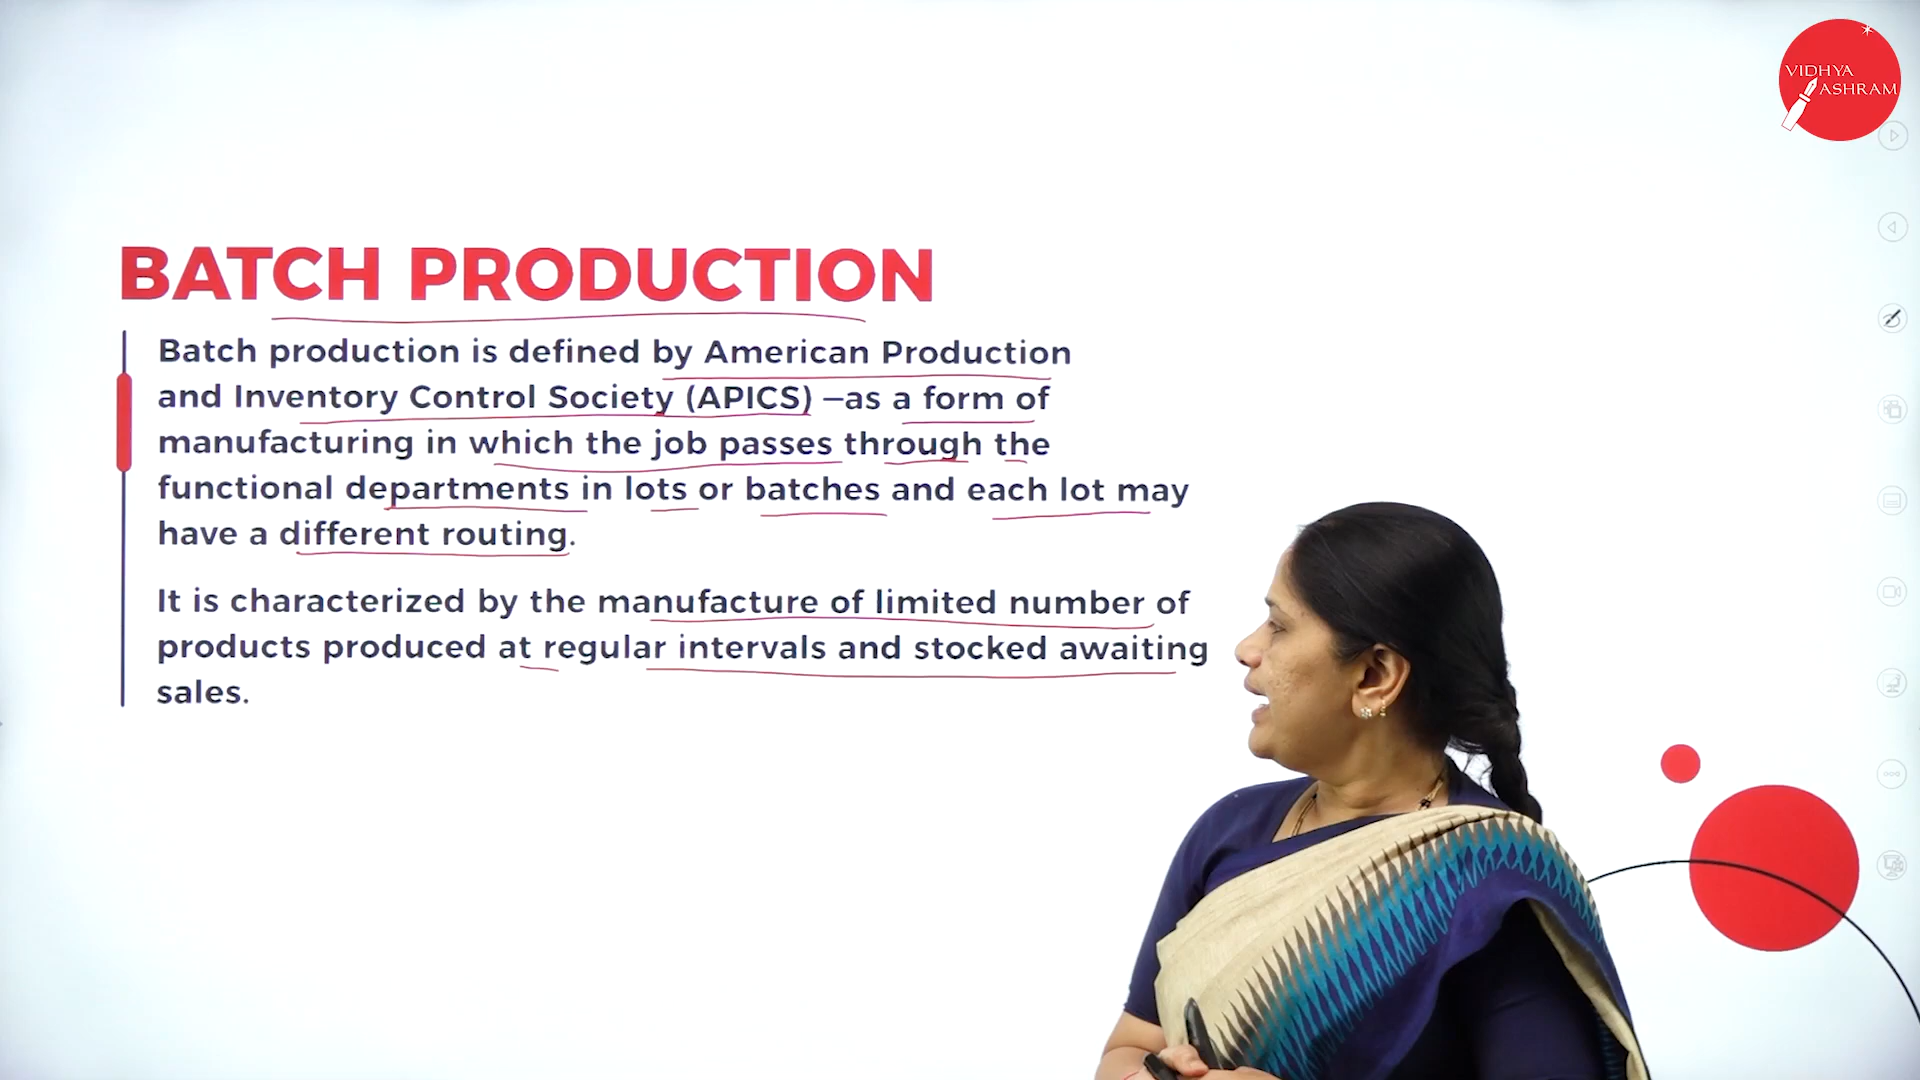 VIDHYA
ASHRAM
BATCH PRODUCTION
Batch production is defined by American Production
and Inventory Control Society (APICS) –as a form of
manufacturing in which the job passes through the
functional departments in lots or batches and each lot may
have a different routing.
It is characterized by the manufacture of limited number of
products produced at regular intervals and stocked awaiting
sales.